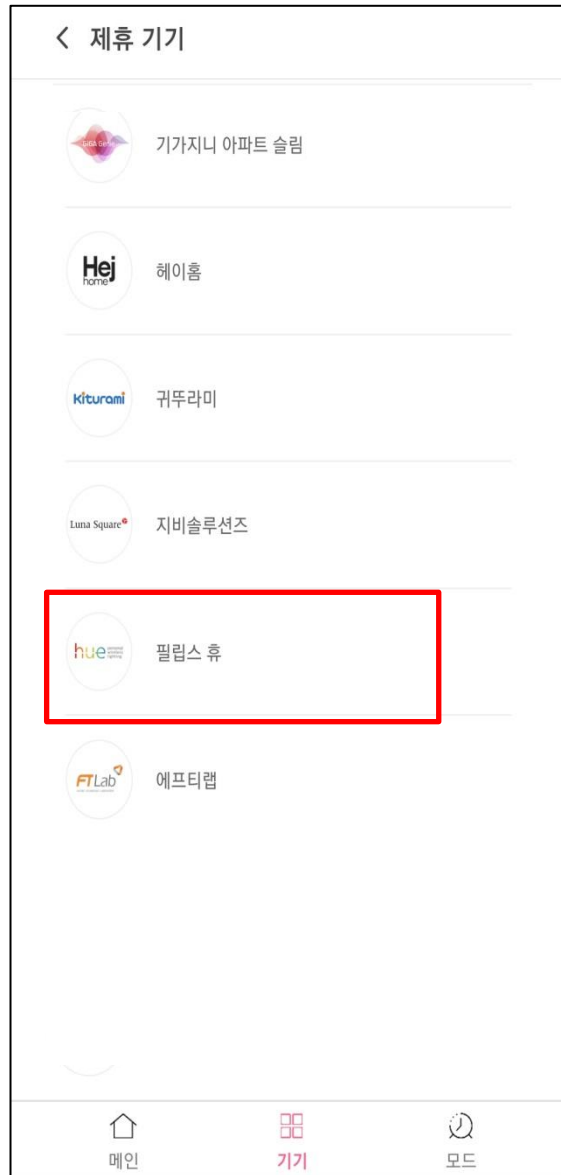 < 제휴 기기
GiGA Genie
기가지니 아파트 슬림
Hej
home
헤이홈
Kiturami
귀뚜라미
Luna Square
지비솔루션즈
hue
필립스 휴
FTLab
에프티랩
메인
기기
모드